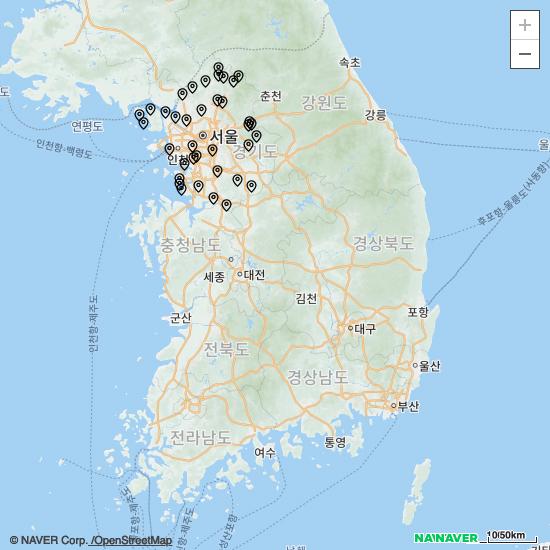 +
−
속초
춘천
강원도
강릉
연평도
서울
인천항-백령도
인천
경기도
울
후포항-울릉도(사동항)
충청남도
경상북도
세종
대전
김천
인천항-제주도
군산
포항
대구
전북도
울산
경상남도
부산
전라남도
여수
통영
© NAVER Corp. /OpenStreetMap
NAVER
10/50km